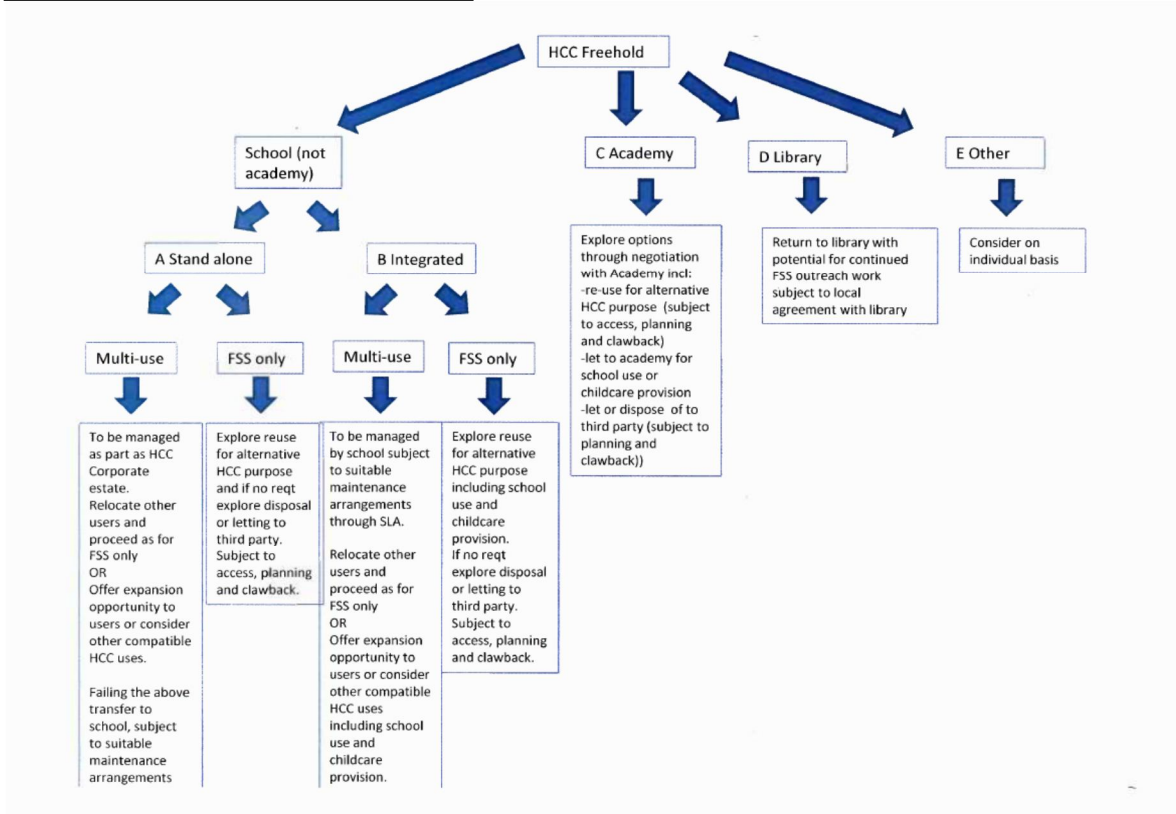 HCC Freehold
School (not
academy)
C Academy
D Library
E Other
A Stand alone
B Integrated
Explore options
through negotiation
with Academy incl:
-re-use for alternative
HCC purpose (subject
to access, planning
and clawback)
-let to academy for
school use or
childcare provision
-let or dispose of to
third party (subject to
planning and
clawback))
Return to library with
potential for continued
FSS outreach work
subject to local
agreement with library
Consider on
individual basis
Multi-use
FSS only
Multi-use
FSS only
To be managed
as part as HCC
Corporate
estate.
Relocate other
users and
proceed as for
FSS only
OR
Offer expansion
opportunity to
users or consider
other compatible
HCC uses.
Failing the above
transfer to
school, subject
to suitable
maintenance
arrangements
Explore reuse
for alternative
HCC purpose
and if no reqt
explore disposal
or letting to
third party.
Subject to
access, planning
and clawback.
To be managed
by school subject
to suitable
maintenance
arrangements
through SLA.
Relocate other
users and
proceed as for
FSS only
OR
Offer expansion
opportunity to
users or consider
other compatible
HCC uses
including school
use and
childcare
provision.
Explore reuse
for alternative
HCC purpose
including school
use and
childcare
provision.
If no reqt
explore disposal
or letting to
third party.
Subject to
access, planning
and clawback.